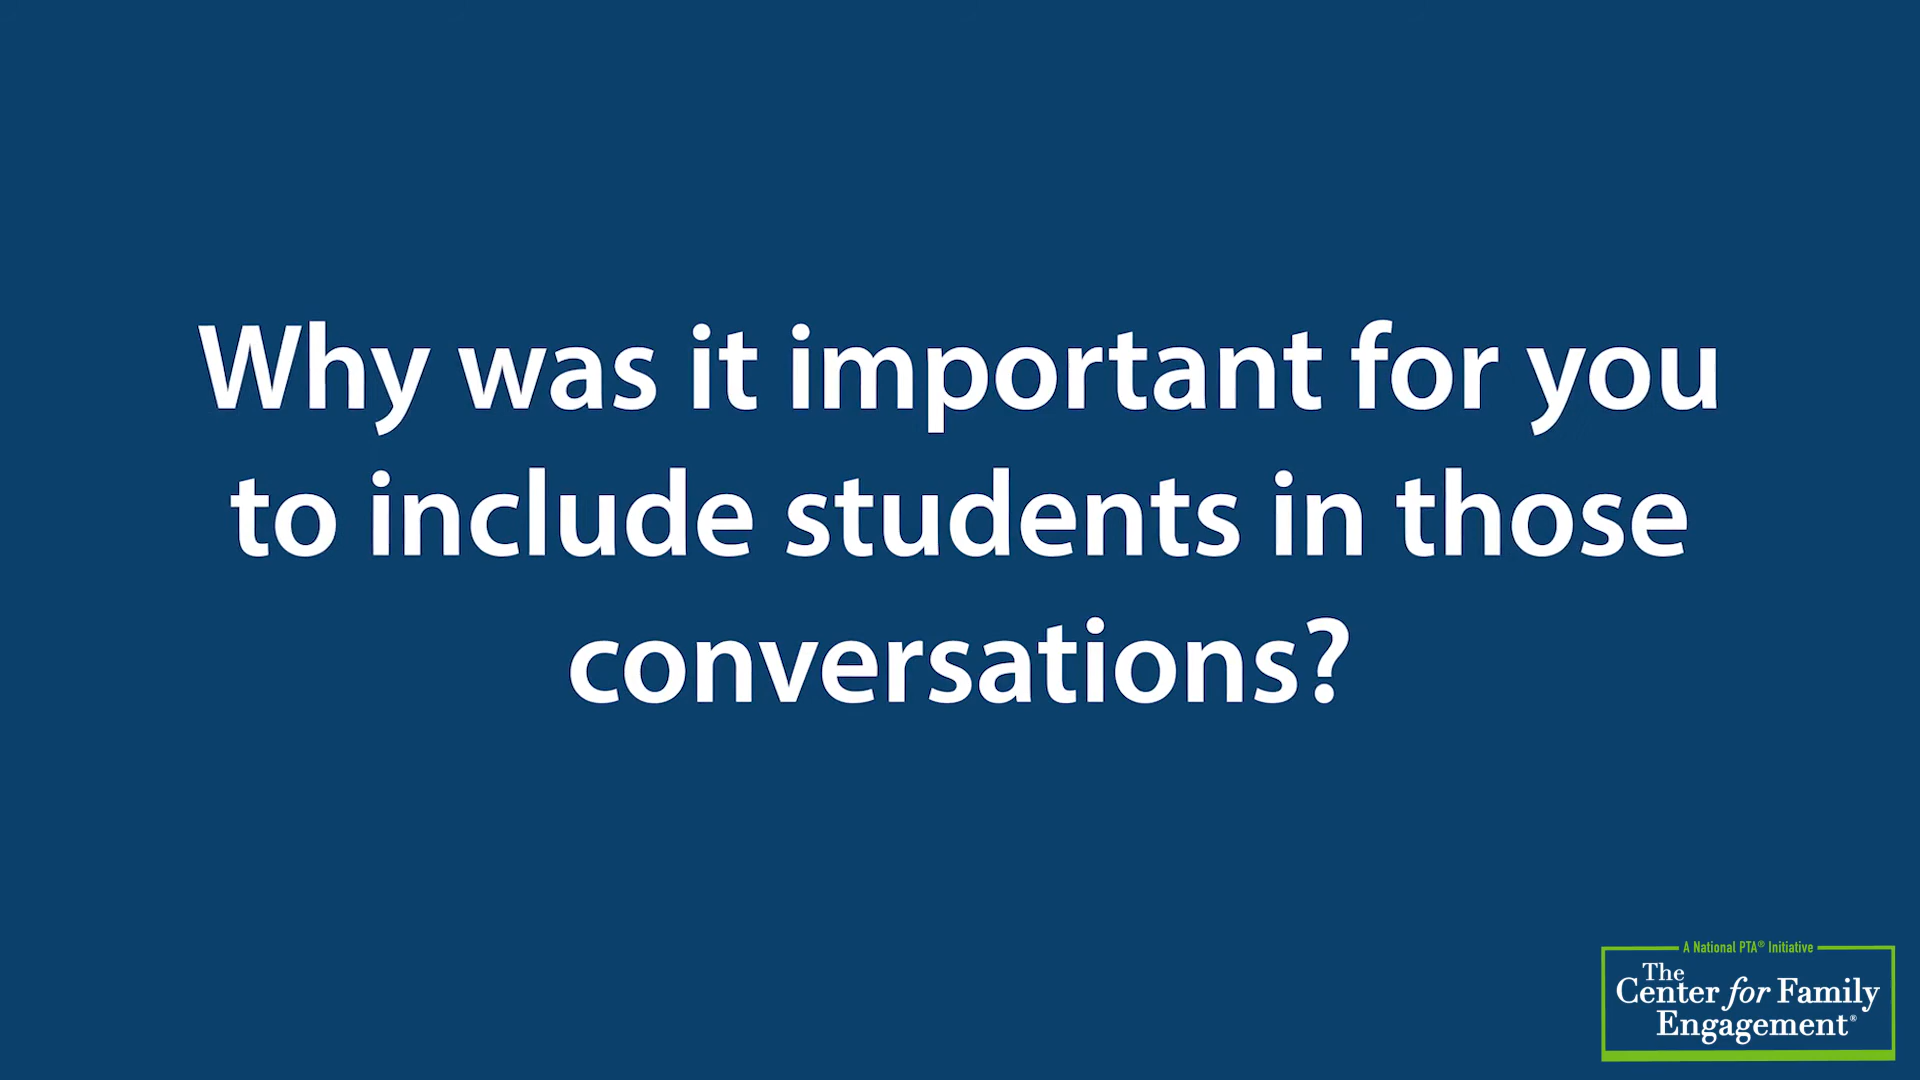 Why was it important for you
to include students in those
conversations?
A National PTA® Initiative
The
Center for Family
Engagement®